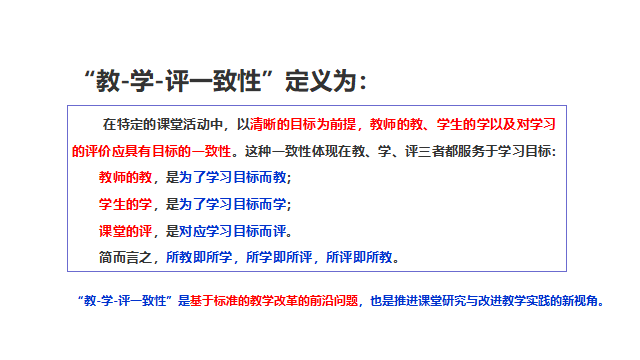 “教-学-评一致性”定义为：
在特定的课堂活动中，以清晰的目标为前提，教师的教、学生的学以及对学习
的评价应具有目标的一致性。这种一致性体现在教、学、评三者都服务于学习目标：
教师的教，是为了学习目标而教；
学生的学，是为了学习目标而学；
课堂的评，是对应学习目标而评。
简而言之，所教即所学，所学即所评，所评即所教。
“教-学-评一致性”是基于标准的教学改革的前沿问题，也是推进课堂研究与改进教学实践的新视角。